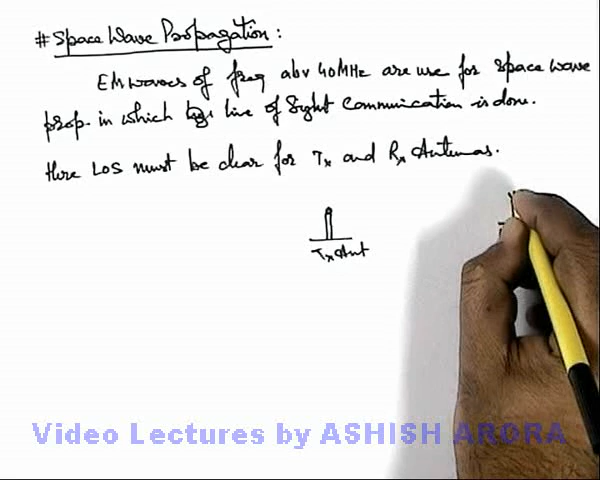 # Space Wave Propagation :
EM waves of freq abv 40MHz are use for space wave
prop. in which line of Sight Communication is done.
Here LOS must be clear for Tx and Rx Antennas.
Tx Ant
Video Lectures by ASHISH ARORA